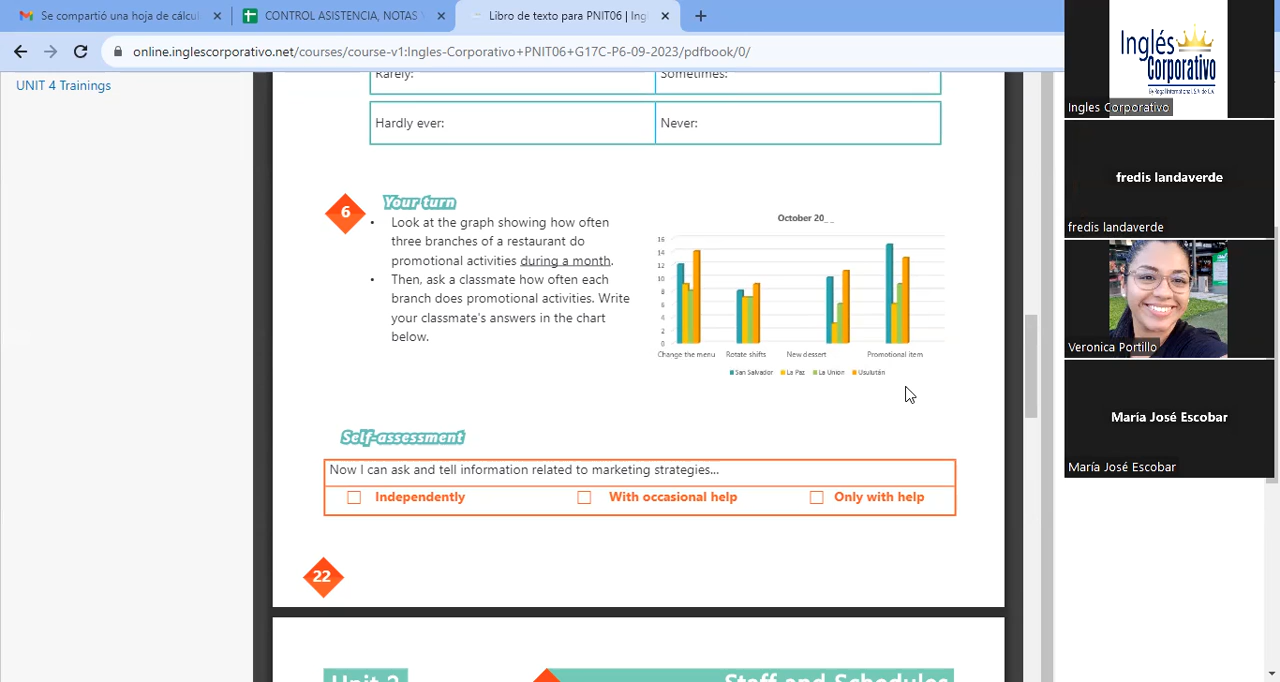 Se compartió una hoja de cálcul
CONTROL ASISTENCIA, NOTAS
Libro de texto para PNIT06 | Ing
online.inglescorporativo.net/courses/course-v1:Ingles-Corporativo+PNIT06+G17C-P6-09-2023/pdfbook/0/
UNIT 4 Trainings
Rarely:
Sometimes:
Hardly ever:
Never:
6
Your turn
• Look at the graph showing how often
three branches of a restaurant do
promotional activities during a month.
• Then, ask a classmate how often each
branch does promotional activities. Write
your classmate's answers in the chart
below.
October 20__
16
14
12
10
8
6
4
2
0
Change the menu
Rotate shifts
New dessert
Promotional item
San Salvador
La Paz
La Unión
Usulután
Self-assessment
Now I can ask and tell information related to marketing strategies...
Independently
With occasional help
Only with help
22
Unit 2
Staff and Schedules
Inglés
Corporativo
Ingles Corporativo
fredis landaverde
fredis landaverde
Veronica Portillo
María José Escobar
María José Escobar